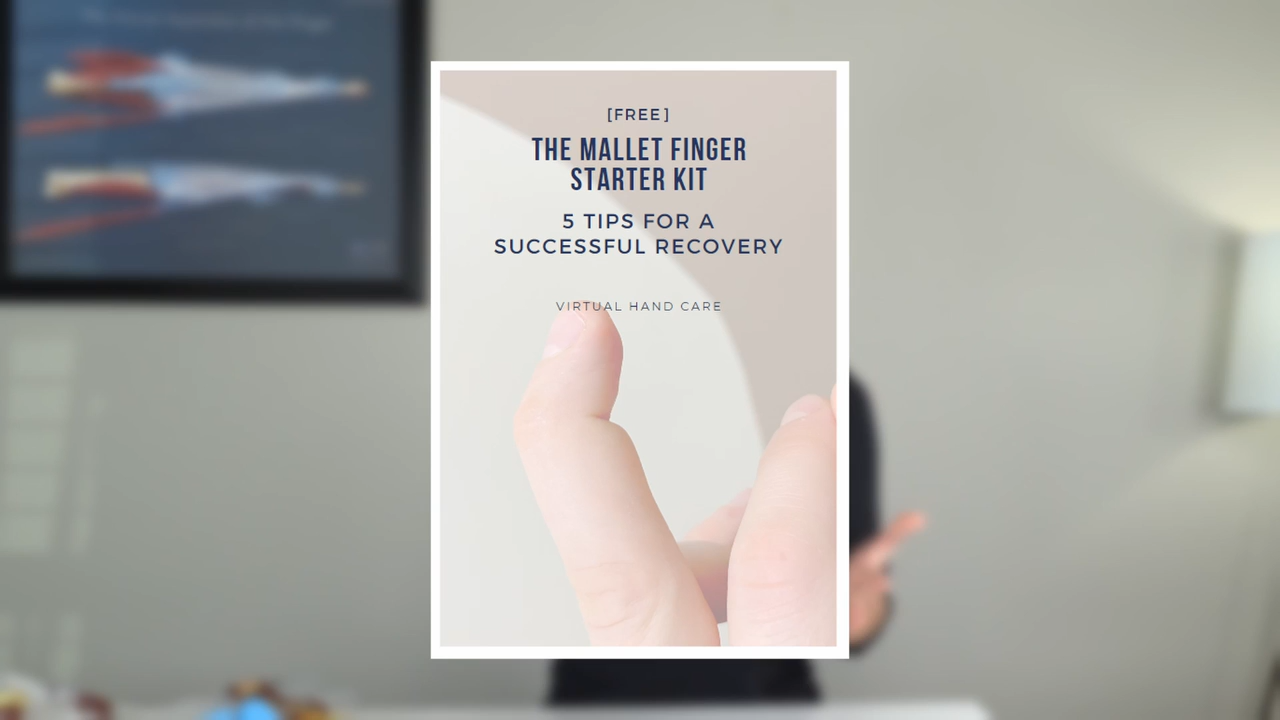 [FREE]
THE MALLET FINGER
STARTER KIT
5 TIPS FOR A
SUCCESSFUL RECOVERY
VIRTUAL HAND CARE